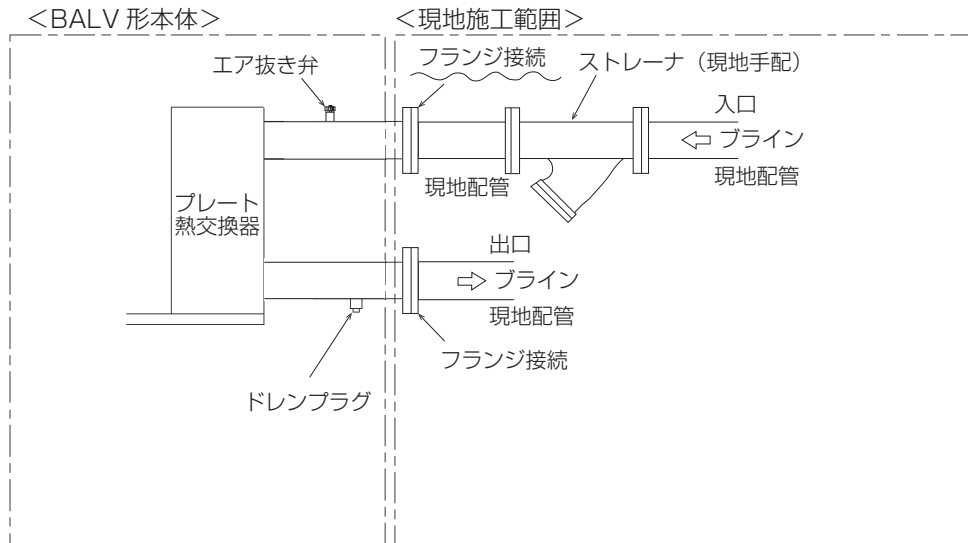 ＜BALV 形本体＞
＜現地施工範囲＞
フランジ接続
エア抜き弁
ストレーナ（現地手配）
入口
ブライン
現地配管
現地配管
プレート
熱交換器
出口
ブライン
現地配管
フランジ接続
ドレンプラグ